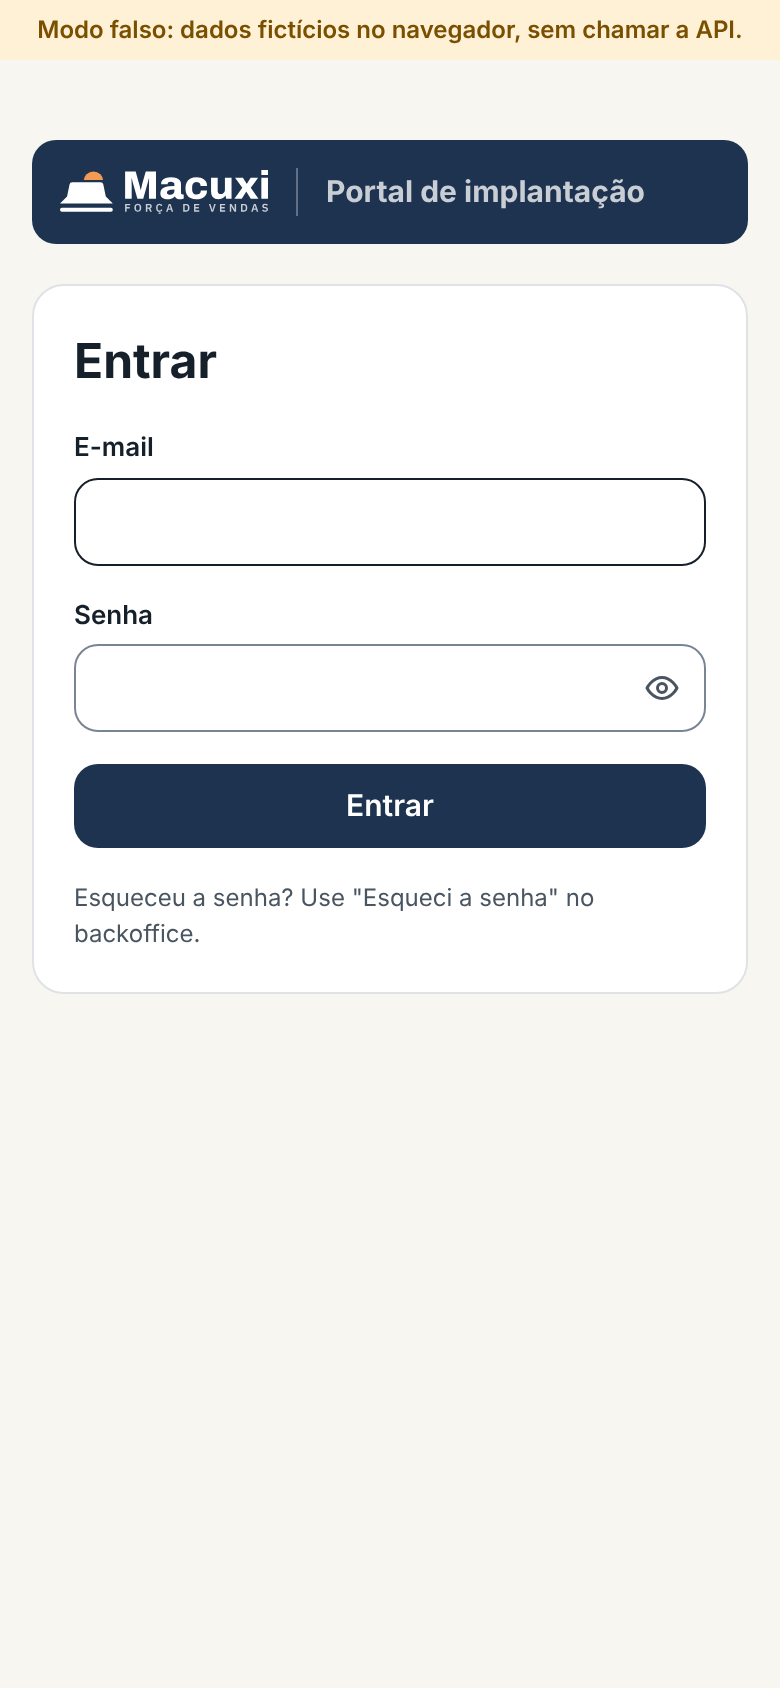 Modo falso: dados fictícios no navegador, sem chamar a API.
Macuxi
FORÇA DE VENDAS
Portal de implantação
Entrar
E-mail
Senha
Entrar
Esqueceu a senha? Use "Esqueci a senha" no
backoffice.